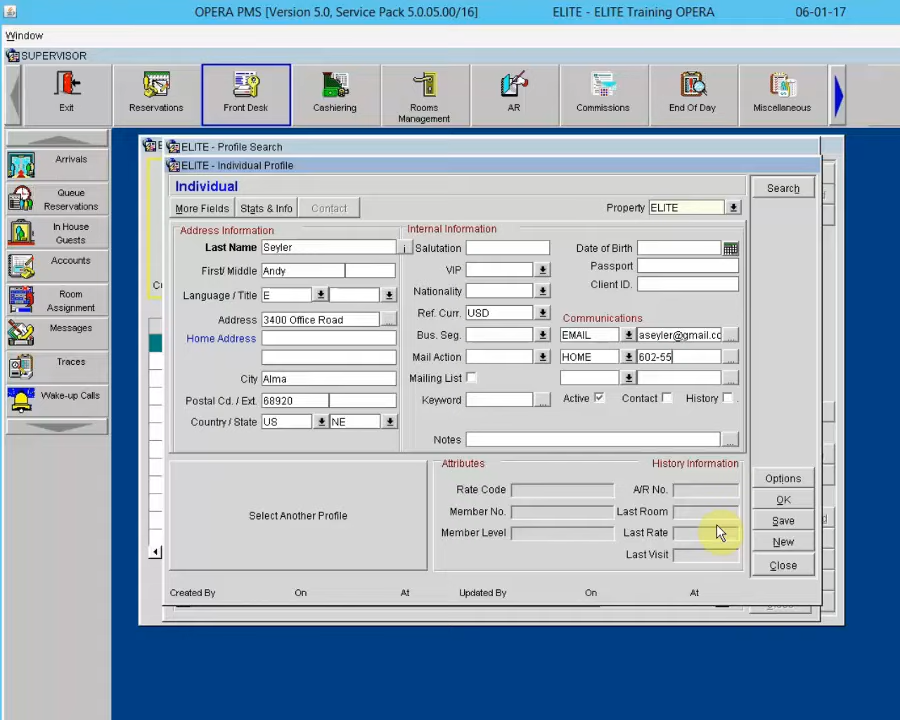 OPERA PMS [Version 5.0, Service Pack 5.0.05.00/16] ELITE - ELITE Training OPERA 06-01-17
Window
SUPERVISOR
Exit Reservations Front Desk Cashiering Rooms Management AR Commissions End Of Day Miscellaneous
Arrivals
Queue Reservations
In House Guests
Accounts
Room Assignment
Messages
Traces
Wake-up Calls
ELITE - Profile Search
ELITE - Individual Profile
Individual
Search
More Fields Stats & Info Contact Property ELITE
Address Information Internal Information
Last Name Seyler i Salutation Date of Birth
First/ Middle Andy VIP Passport
Language / Title E Nationality Client ID.
Address 3400 Office Road ... Ref. Curr. USD Communications
Home Address Bus. Seg. EMAIL aseyler@gmail.cc ...
Mail Action HOME 602-55 ...
City Alma Mailing List ...
Postal Cd. / Ext. 68920 Keyword ... Active Contact History .
Country / State US NE
Notes ...
Attributes History Information
Rate Code A/R No.
Member No. Last Room
Member Level Last Rate
Last Visit
Select Another Profile
Options
OK
Save
New
Close
Created By On At Updated By On At